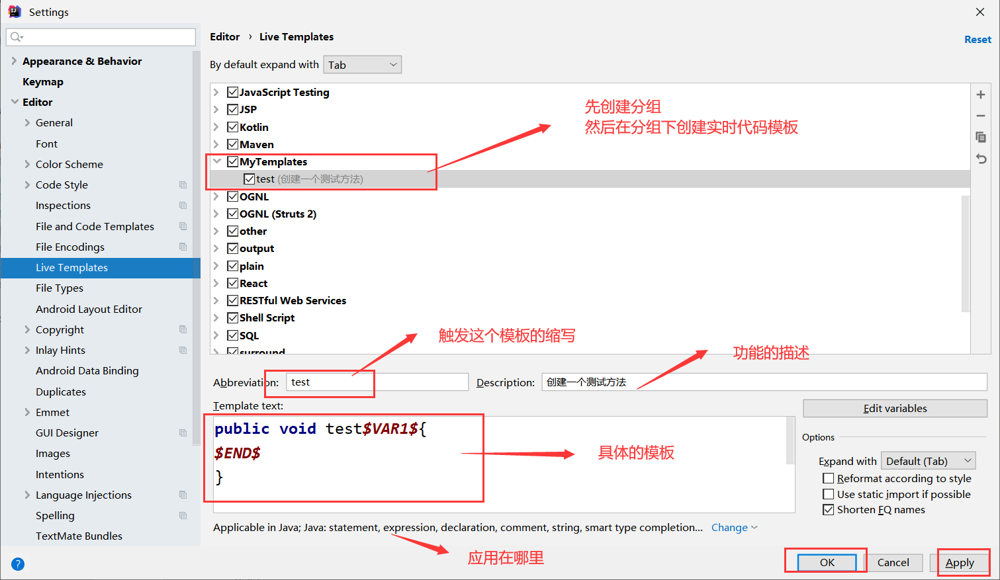 Settings
Appearance & Behavior
Keymap
Editor
General
Font
Color Scheme
Code Style
Inspections
File and Code Templates
File Encodings
Live Templates
File Types
Android Layout Editor
Copyright
Inlay Hints
Android Data Binding
Duplicates
Emmet
GUI Designer
Images
Intentions
Language Injections
Spelling
TextMate Bundles
Editor › Live Templates
Reset
By default expand with Tab
JavaScript Testing
JSP
Kotlin
Maven
MyTemplates
test (创建一个测试方法)
OGNL
OGNL (Struts 2)
other
output
plain
React
RESTful Web Services
Shell Script
SQL
surround
先创建分组
然后在分组下创建实时代码模板
触发这个模板的缩写
功能的描述
Abbreviation: test
Description: 创建一个测试方法
Template text:
public void test$VAR1${
$END$
}
具体的模板
Edit variables
Options
Expand with Default (Tab)
Reformat according to style
Use static import if possible
Shorten FQ names
Applicable in Java; Java: statement, expression, declaration, comment, string, smart type completion... Change
应用在哪里
?
OK
Cancel
Apply